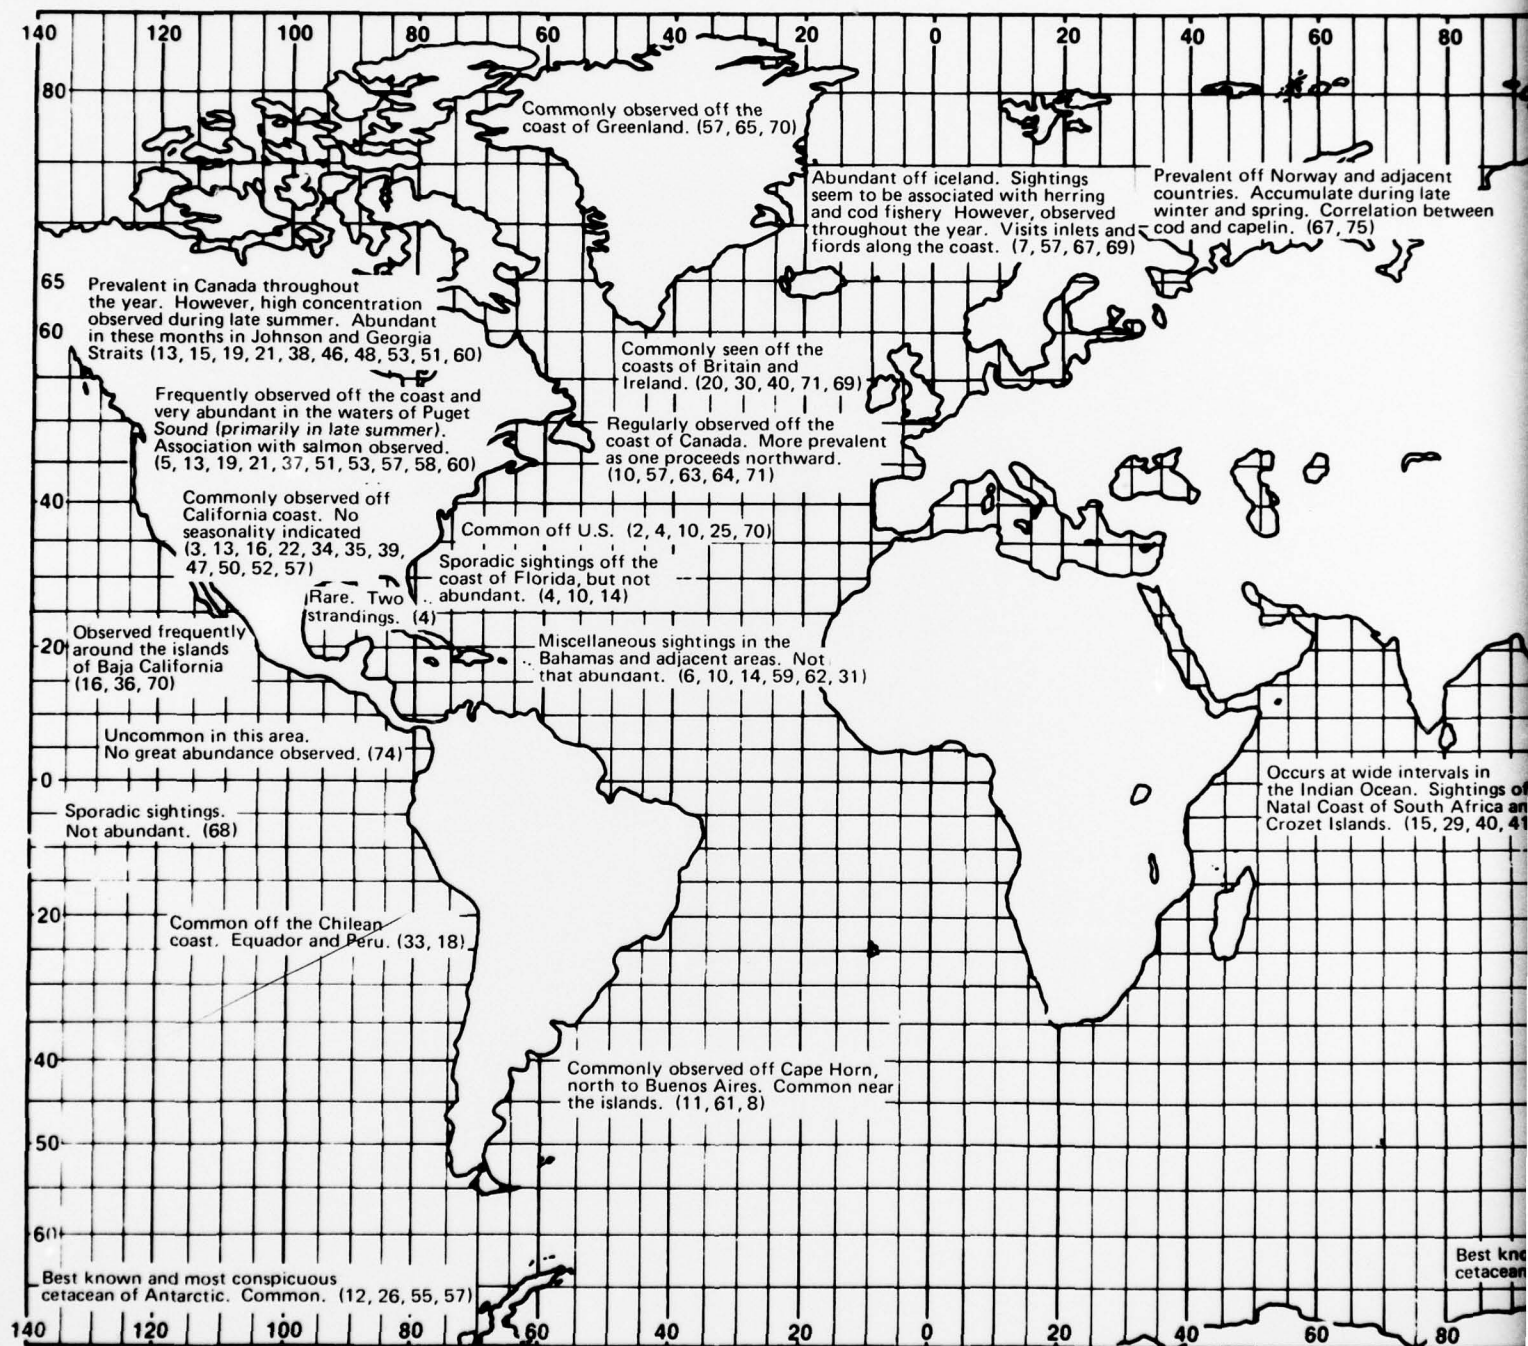 140 120 100 80 60 40 20 0 20 40 60 80
80
Commonly observed off the
coast of Greenland. (57, 65, 70)
Abundant off iceland. Sightings
seem to be associated with herring
and cod fishery However, observed
throughout the year. Visits inlets and
fiords along the coast. (7, 57, 67, 69)
Prevalent off Norway and adjacent
countries. Accumulate during late
winter and spring. Correlation between
cod and capelin. (67, 75)
65
Prevalent in Canada throughout
the year. However, high concentration
observed during late summer. Abundant
in these months in Johnson and Georgia
Straits (13, 15, 19, 21, 38, 46, 48, 53, 51, 60)
60
Commonly seen off the
coasts of Britain and
Ireland. (20, 30, 40, 71, 69)
Frequently observed off the coast and
very abundant in the waters of Puget
Sound (primarily in late summer).
Association with salmon observed.
(5, 13, 19, 21, 37, 51, 53, 57, 58, 60)
Regularly observed off the
coast of Canada. More prevalent
as one proceeds northward.
(10, 57, 63, 64, 71)
40
Commonly observed off
California coast. No
seasonality indicated
(3, 13, 16, 22, 34, 35, 39,
47, 50, 52, 57)
Common off U.S. (2, 4, 10, 25, 70)
Sporadic sightings off the
coast of Florida, but not
abundant. (4, 10, 14)
Rare. Two
strandings. (4)
20
Observed frequently
around the islands
of Baja California
(16, 36, 70)
Miscellaneous sightings in the
Bahamas and adjacent areas. Not
that abundant. (6, 10, 14, 59, 62, 31)
Uncommon in this area.
No great abundance observed. (74)
0
Occurs at wide intervals in
the Indian Ocean. Sightings of
Natal Coast of South Africa an
Crozet Islands. (15, 29, 40, 41
Sporadic sightings.
Not abundant. (68)
20
Common off the Chilean
coast. Equador and Peru. (33, 18)
40
Commonly observed off Cape Horn,
north to Buenos Aires. Common near
the islands. (11, 61, 8)
50
60
Best known and most conspicuous
cetacean of Antarctic. Common. (12, 26, 55, 57)
Best kno
cetacean
140 120 100 80 60 40 20 0 20 40 60 80